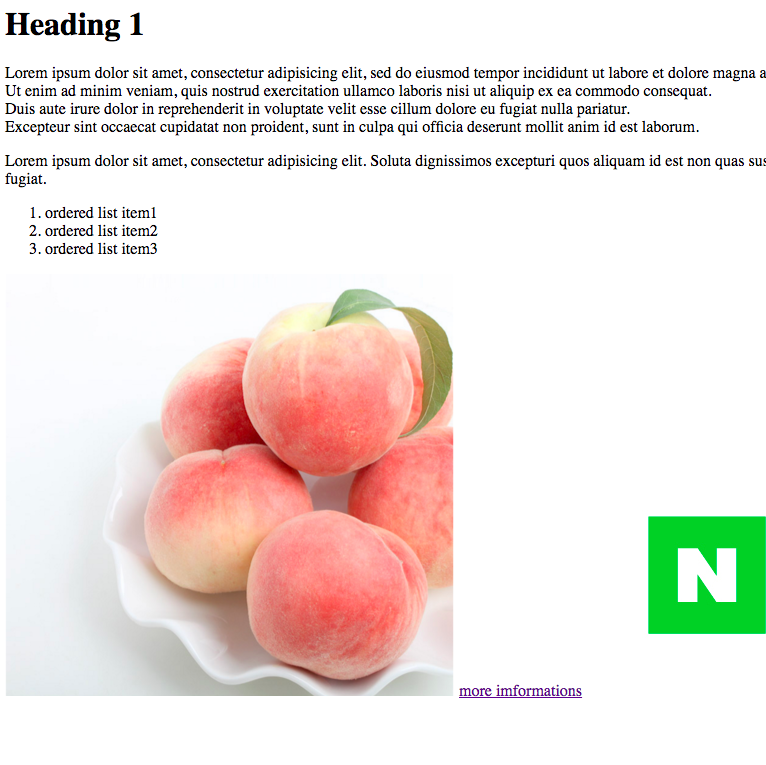 Heading 1
Lorem ipsum dolor sit amet, consectetur adipisicing elit, sed do eiusmod tempor incididunt ut labore et dolore magna a
Ut enim ad minim veniam, quis nostrud exercitation ullamco laboris nisi ut aliquip ex ea commodo consequat.
Duis aute irure dolor in reprehenderit in voluptate velit esse cillum dolore eu fugiat nulla pariatur.
Excepteur sint occaecat cupidatat non proident, sunt in culpa qui officia deserunt mollit anim id est laborum.
Lorem ipsum dolor sit amet, consectetur adipisicing elit. Soluta dignissimos excepturi quos aliquam id est non quas sus
fugiat.
1. ordered list item1
2. ordered list item2
3. ordered list item3
N
more imformations